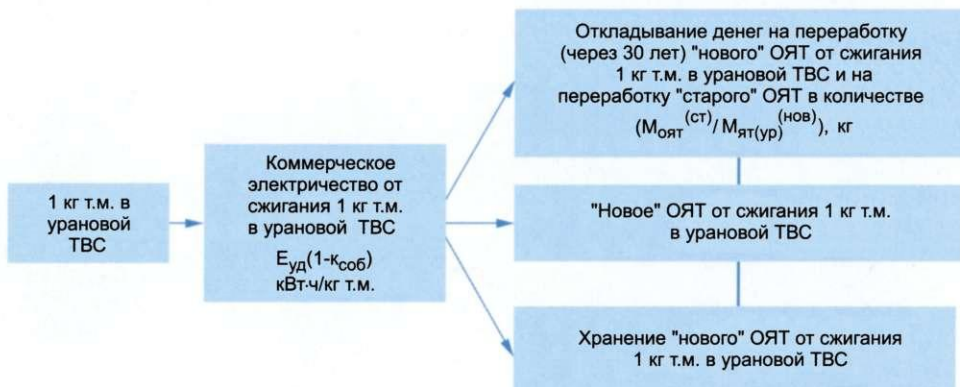 Откладывание денег на переработку
(через 30 лет) "нового" ОЯТ от сжигания
1 кг т.м. в урановой ТВС и на
переработку "старого" ОЯТ в количестве
(Mоят(ст)/Mят(ур)(нов)), кг
1 кг т.м. в
урановой
ТВС
Коммерческое
электричество от
сжигания 1 кг т.м.
в урановой ТВС
Eуд(1-ксоб)
кВт·ч/кг т.м.
"Новое" ОЯТ от сжигания 1 кг т.м.
в урановой ТВС
Хранение "нового" ОЯТ от сжигания
1 кг т.м. в урановой ТВС